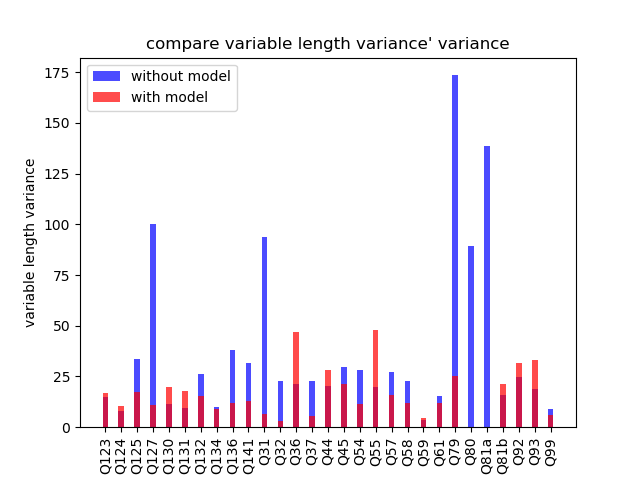 compare variable length variance' variance
without model
with model
variable length variance
175
150
125
100
75
50
25
0
Q123
Q124
Q125
Q127
Q130
Q131
Q132
Q134
Q136
Q141
Q31
Q32
Q36
Q37
Q44
Q45
Q54
Q55
Q57
Q58
Q59
Q61
Q79
Q80
Q81a
Q81b
Q92
Q93
Q99